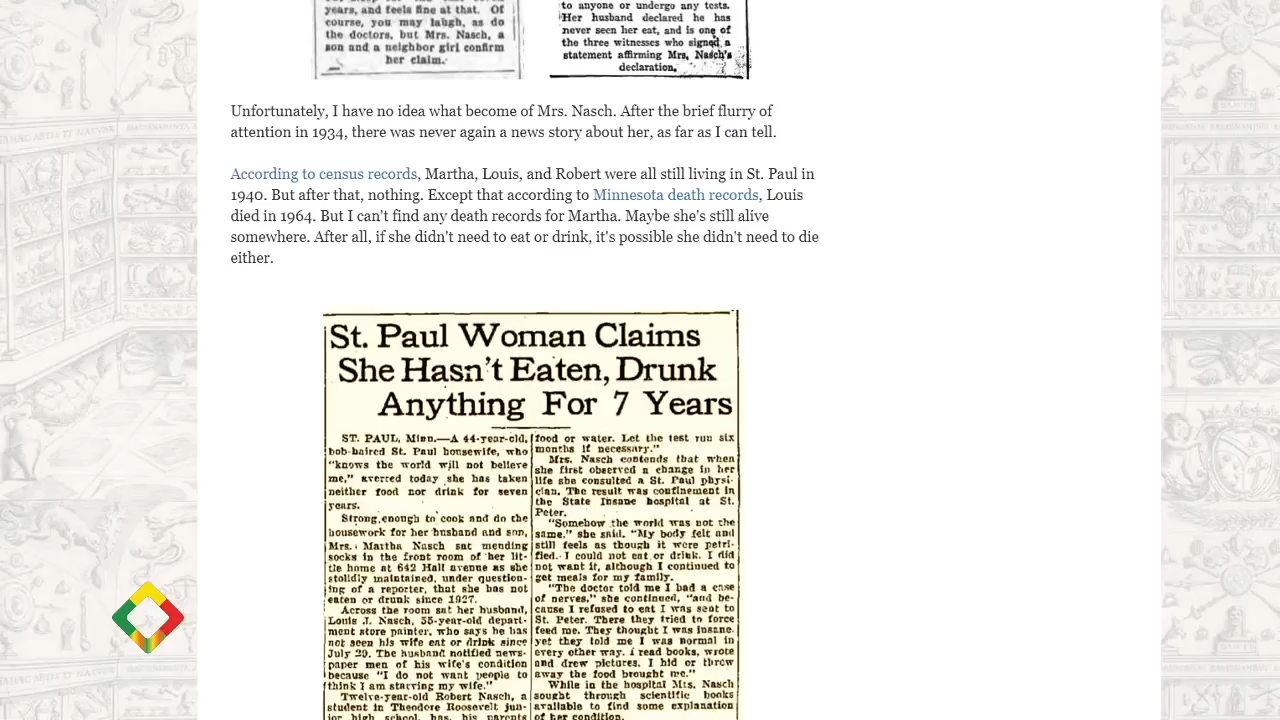 years, and feels fine at that. Of
course, you may laugh, as do
the doctors, but Mrs. Nasch, a
son and a neighbor girl confirm
her claim.
to anyone or undergo any tests.
Her husband declared he has
never seen her eat, and is one of
the three witnesses who signed a
statement affirming Mrs. Nasch's
declaration.
Unfortunately, I have no idea what become of Mrs. Nasch. After the brief flurry of
attention in 1934, there was never again a news story about her, as far as I can tell.
According to census records, Martha, Louis, and Robert were all still living in St. Paul in
1940. But after that, nothing. Except that according to Minnesota death records, Louis
died in 1964. But I can't find any death records for Martha. Maybe she's still alive
somewhere. After all, if she didn't need to eat or drink, it's possible she didn't need to die
either.
St. Paul Woman Claims
She Hasn't Eaten, Drunk
Anything For 7 Years
ST. PAUL, Minn.—A 44-year-old,
bob-haired St. Paul housewife, who
"knows the world will not believe
me," averred today she has taken
neither food nor drink for seven
years.
Strong enough to cook and do the
housework for her husband and son,
Mrs. Martha Nasch sat mending
socks in the front room of her lit-
tle home at 642 Hall avenue as she
stolidly maintained, under question-
ing of a reporter, that she has not
eaten or drunk since 1927.
Across the room sat her husband,
Louis J. Nasch, 55-year-old depart-
ment store painter, who says he has
not seen his wife eat or drink since
July 29. The husband notified news-
paper men of his wife's condition
because "I do not want people to
think I am starving my wife."
Twelve-year-old Robert Nasch, a
student in Theodore Roosevelt jun-
ior high school, has, his parents
food or water. Let the test run six
months if necessary."
Mrs. Nasch contends that when
she first observed a change in her
life she consulted a St. Paul physi-
cian. The result was confinement in
the State Insane hospital at St.
Peter.
"Somehow the world was not the
same," she said. "My body felt and
still feels as though it were petri-
fied. I could not eat or drink. I did
not want it, although I continued to
get meals for my family.
"The doctor told me I had a case
of nerves," she continued, "and be-
cause I refused to eat I was sent to
St. Peter. There they tried to force
feed me. They thought I was insane,
yet they told me I was normal in
every other way. I read books, wrote
and drew pictures. I hid or threw
away the food brought me."
While in the hospital Mrs. Nasch
sought through scientific books
available to find some explanation
of her condition.